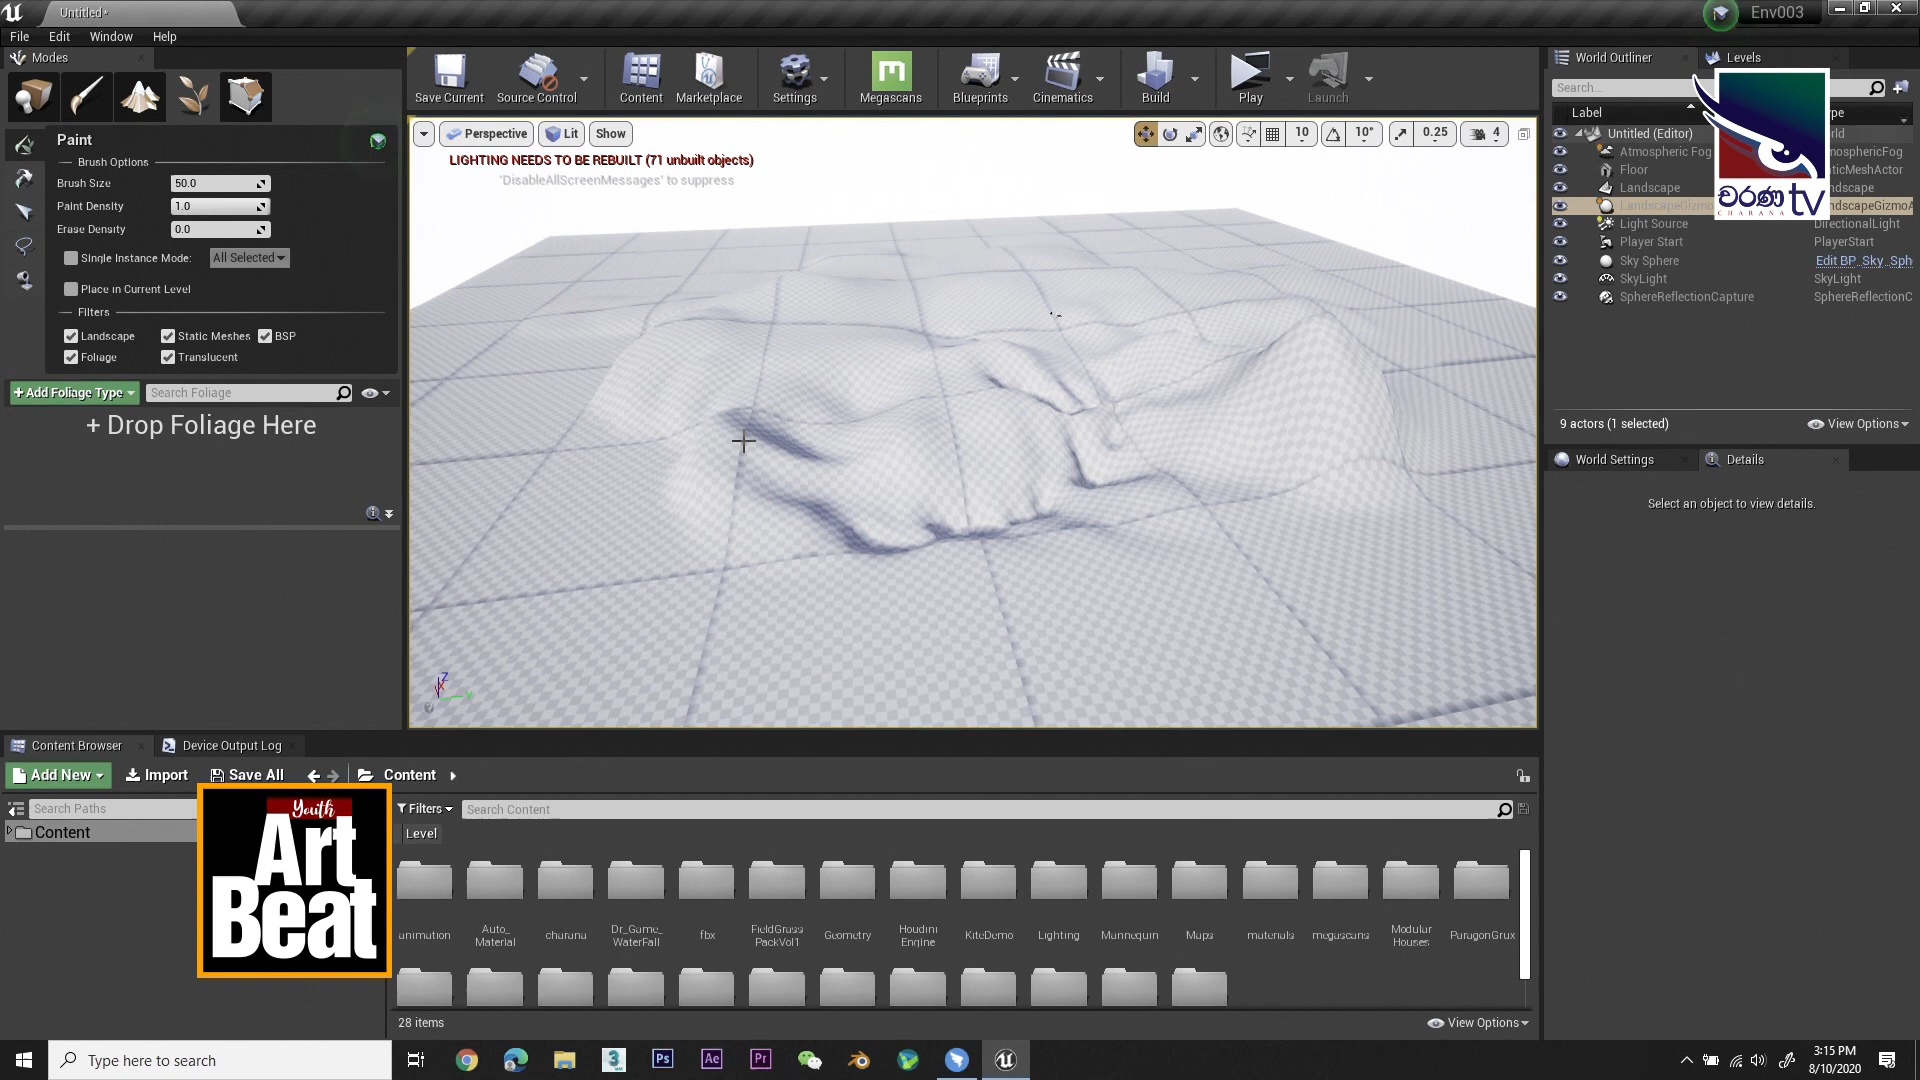 Untitled*
Env003
File Edit Window Help
Modes
Save Current
Source Control
Content
Marketplace
Settings
Megascans
Blueprints
Cinematics
Build
Play
Launch
World Outliner
Levels
Search...
Label
Untitled (Editor)
Atmospheric Fog
Floor
StaticMeshActor
Landscape
Light Source DirectionalLight
Player Start PlayerStart
Sky Sphere Edit BP_Sky_Sph
SkyLight SkyLight
SphereReflectionCapture SphereReflectionC
9 actors (1 selected)
View Options
World Settings
Details
Select an object to view details.
චරණ tv
CHARANA
Paint
Brush Options
Brush Size 50.0
Paint Density 1.0
Erase Density 0.0
Single Instance Mode: All Selected
Place in Current Level
Filters
Landscape Static Meshes BSP
Foliage Translucent
+ Add Foliage Type
Search Foliage
+ Drop Foliage Here
Perspective
Lit
Show
10
10°
0.25
4
LIGHTING NEEDS TO BE REBUILT (71 unbuilt objects)
'DisableAllScreenMessages' to suppress
Content Browser
Device Output Log
Add New
Import
Save All
Content
Search Paths
Content
Filters
Search Content
Level
Youth
Art
Beat
animation
Auto_
Material
charana
Dr_Game_
WaterFall
fbx
FieldGrass
PackVol1
Geometry
Houdini
Engine
KiteDemo
Lighting
Mannequin
Maps
materials
megascans
Modular
Houses
ParagonGrux
28 items
View Options
Type here to search
3:15 PM
8/10/2020